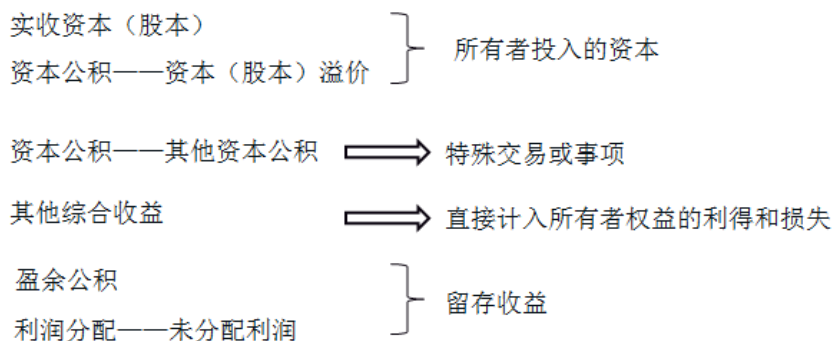 实收资本（股本）
资本公积——资本（股本）溢价
所有者投入的资本
资本公积——其他资本公积
特殊交易或事项
其他综合收益
直接计入所有者权益的利得和损失
盈余公积
利润分配——未分配利润
留存收益